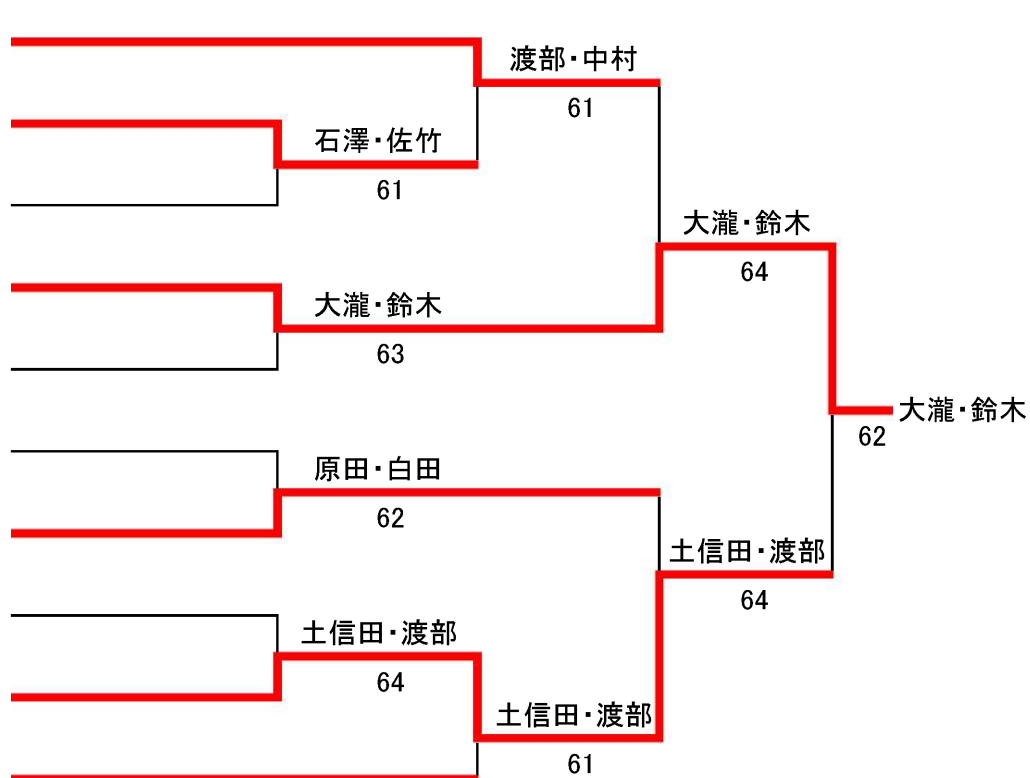 渡部・中村
61
石澤・佐竹
61
大瀧・鈴木
64
大瀧・鈴木
63
大瀧・鈴木
62
原田・白田
62
土信田・渡部
64
土信田・渡部
64
土信田・渡部
61